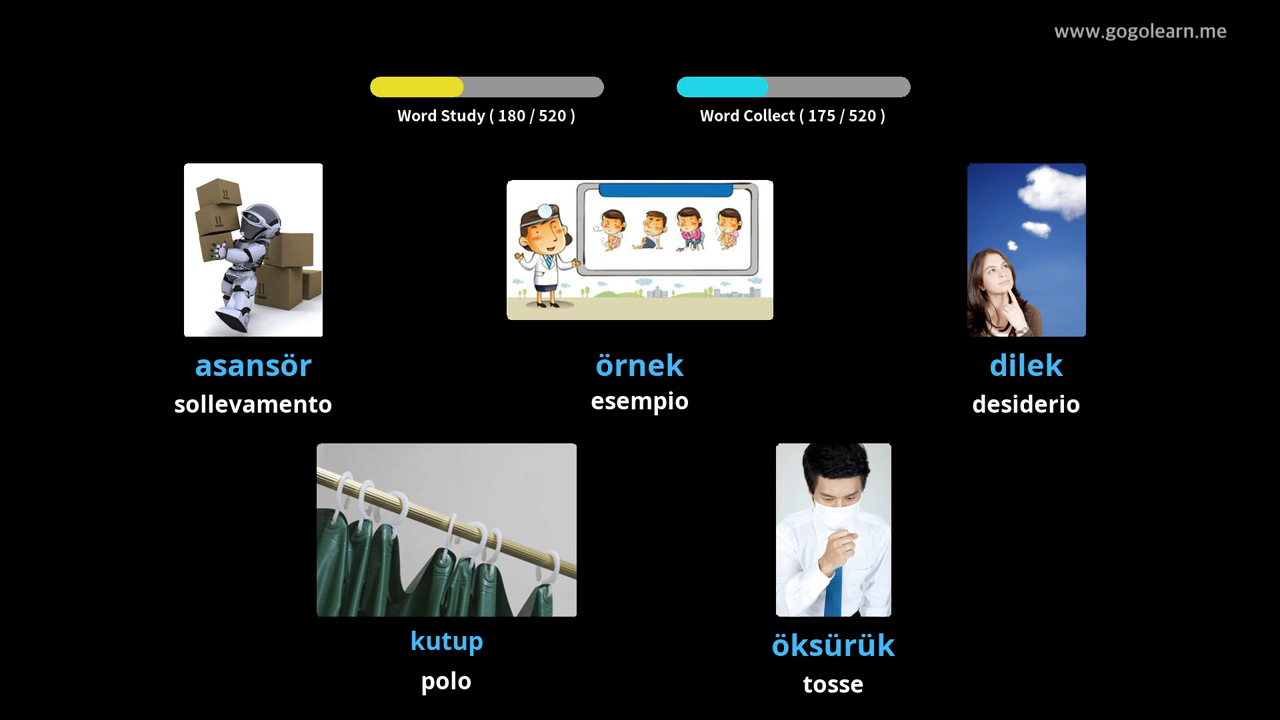 www.gogolearn.me
Word Study ( 180 / 520 )
Word Collect ( 175 / 520 )
asansör
sollevamento
örnek
esempio
dilek
desiderio
kutup
polo
öksürük
tosse